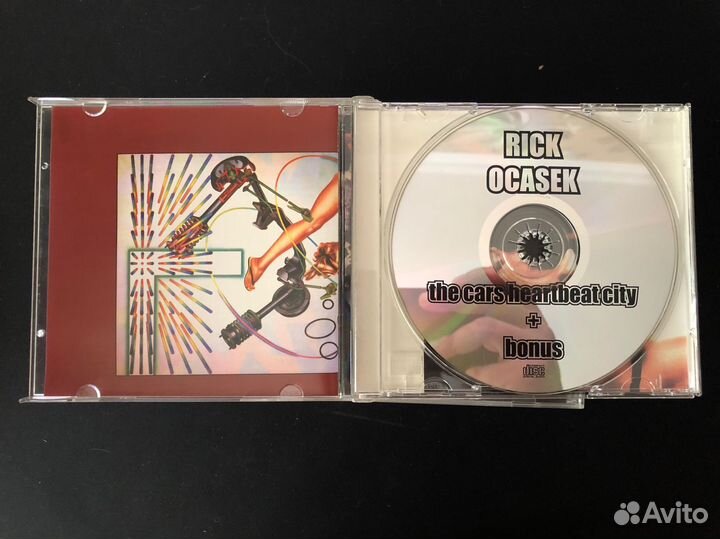 RICK
OCASEK
the cars heartbeat city
+
bonus
disc
Avito